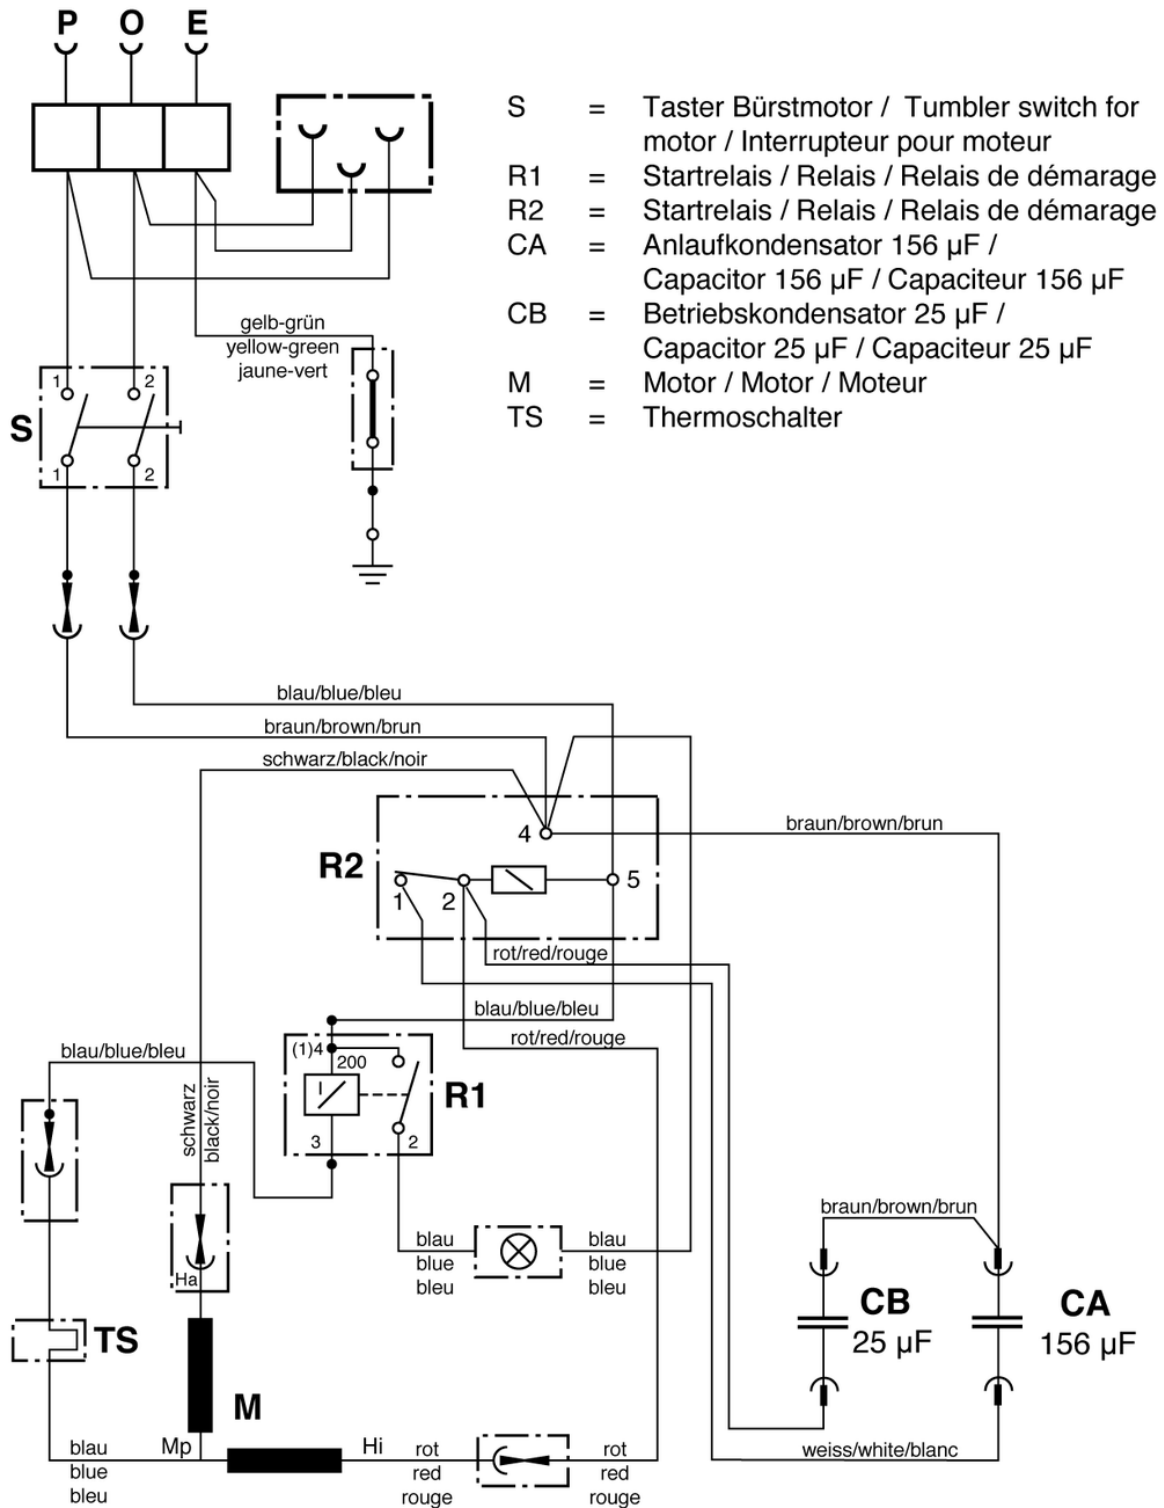 P O E
S = Taster Bürstmotor / Tumbler switch for
motor / Interrupteur pour moteur
R1 = Startrelais / Relais / Relais de démarage
R2 = Startrelais / Relais / Relais de démarage
CA = Anlaufkondensator 156 µF /
Capacitor 156 µF / Capaciteur 156 µF
CB = Betriebskondensator 25 µF /
Capacitor 25 µF / Capaciteur 25 µF
M = Motor / Motor / Moteur
TS = Thermoschalter
gelb-grün
yellow-green
jaune-vert
1 2
S
1 2
blau/blue/bleu
braun/brown/brun
schwarz/black/noir
4
braun/brown/brun
R2
5
1 2
rot/red/rouge
blau/blue/bleu
rot/red/rouge
blau/blue/bleu
(1)4
200
R1
schwarz
black/noir
3 2
braun/brown/brun
blau
blue
bleu
blau
blue
bleu
Ha
CB
25 µF
CA
156 µF
TS
M
Mp
Hi
blau
blue
bleu
rot
red
rouge
rot
red
rouge
weiss/white/blanc